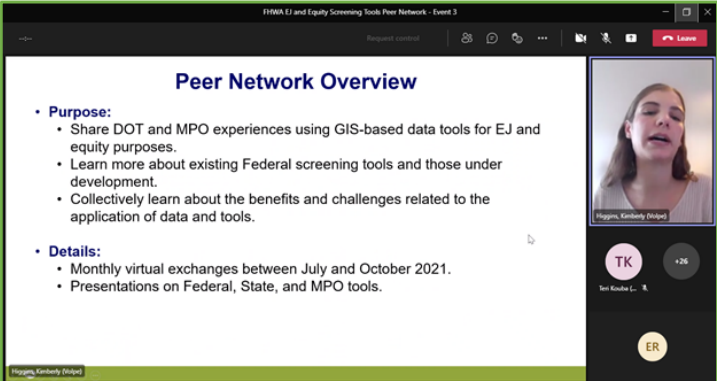 FHWA EJ and Equity Screening Tools Peer Network - Event 3
--:--
Request control
Leave
Peer Network Overview
• Purpose:
• Share DOT and MPO experiences using GIS-based data tools for EJ and
equity purposes.
• Learn more about existing Federal screening tools and those under
development.
• Collectively learn about the benefits and challenges related to the
application of data and tools.
• Details:
• Monthly virtual exchanges between July and October 2021.
• Presentations on Federal, State, and MPO tools.
Higgins, Kimberly (Volpe)
Higgins, Kimberly (Volpe)
TK
+26
Teri Kouba (...
ER